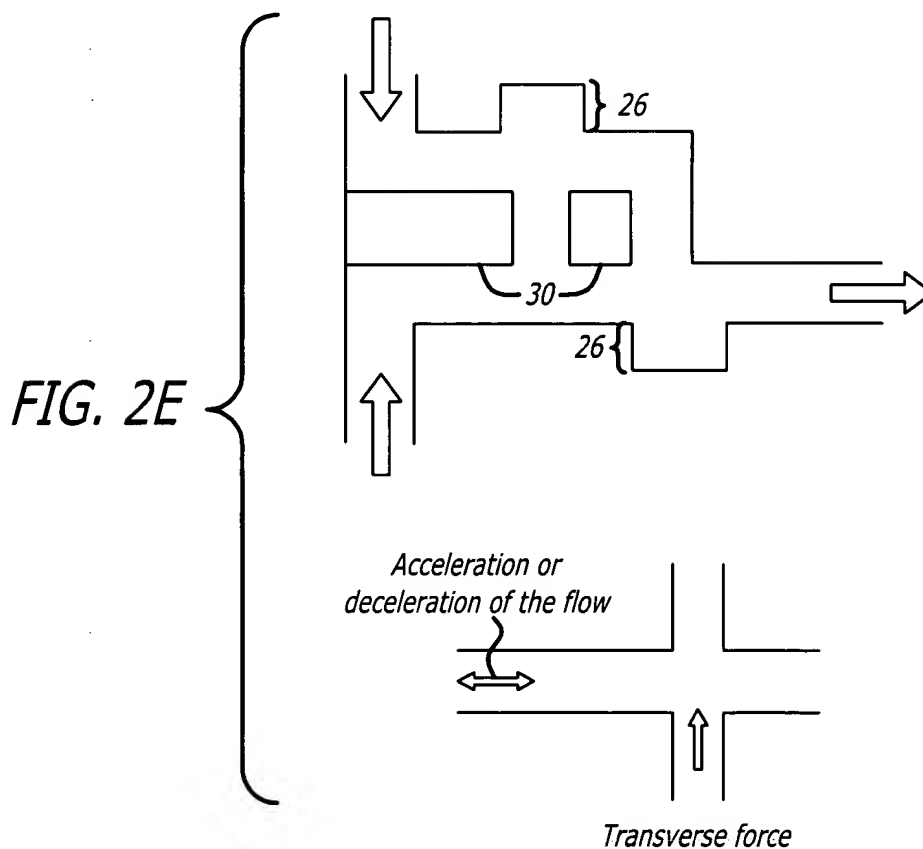 26
30
26
FIG. 2E
Acceleration or
deceleration of the flow
Transverse force